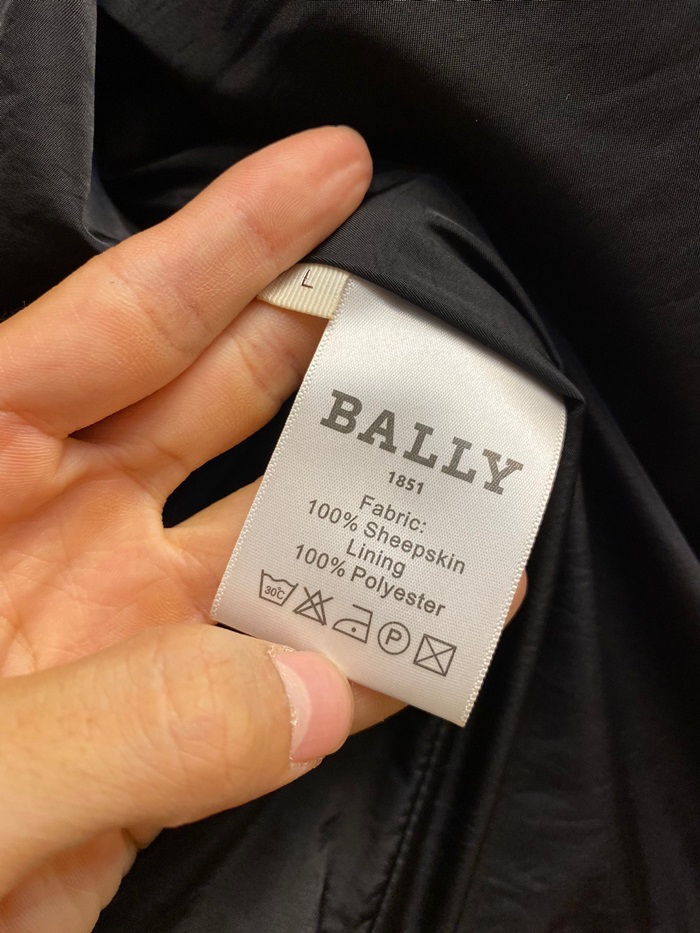 L
BALLY
1851
Fabric:
100% Sheepskin
Lining
100% Polyester
30℃
P